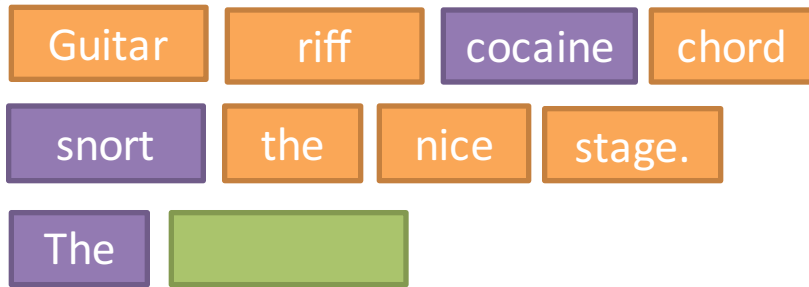 Guitar riff cocaine chord
snort the nice stage.
The